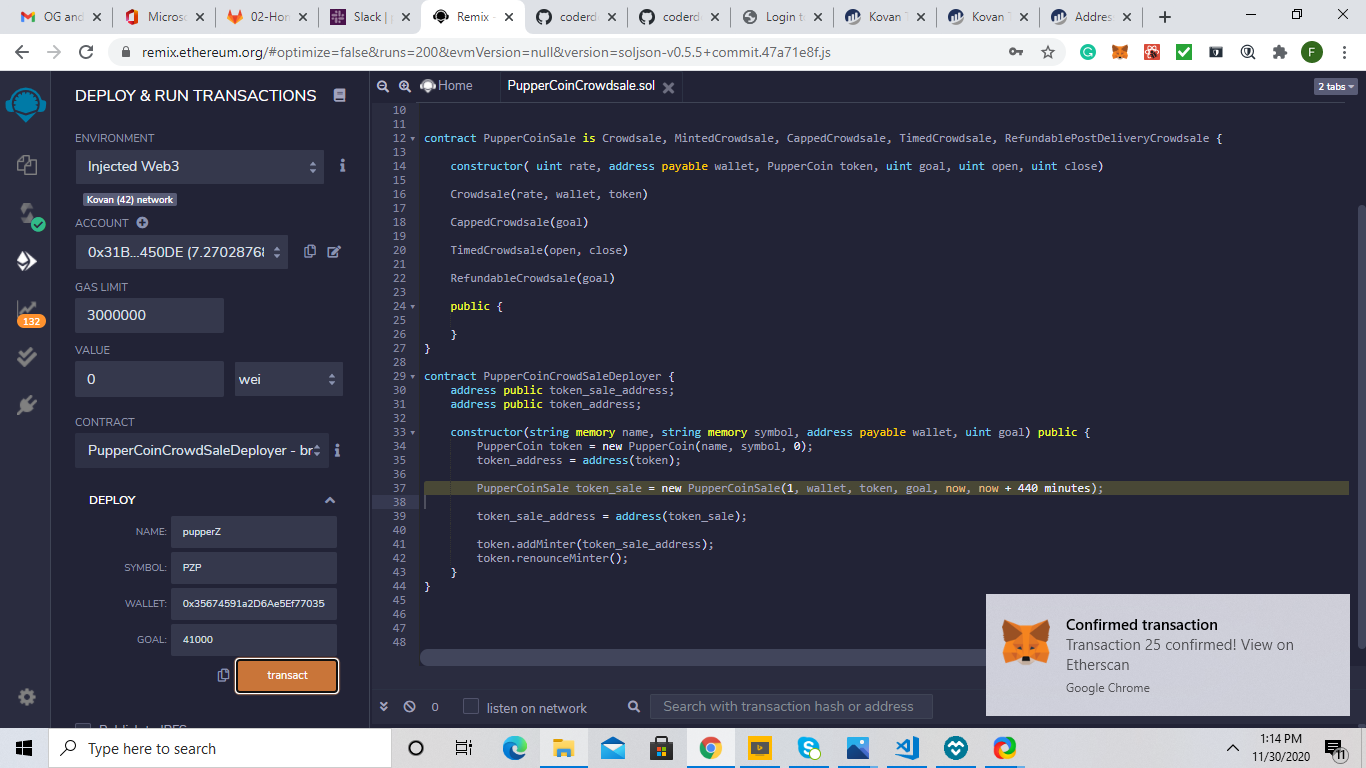 OG and
Micros
02-Hor
Slack | p
Remix -
coderd
coderd
Login t
Kovan T
Kovan T
Addres
remix.ethereum.org/#optimize=false&runs=200&evmVersion=null&version=soljson-v0.5.5+commit.47a71e8f.js
F
DEPLOY & RUN TRANSACTIONS
ENVIRONMENT
Injected Web3
Kovan (42) network
ACCOUNT
0x31B...450DE (7.27028768
GAS LIMIT
3000000
VALUE
0
wei
CONTRACT
PupperCoinCrowdSaleDeployer - br
DEPLOY
NAME: pupperZ
SYMBOL: PZP
WALLET: 0x35674591a2D6Ae5Ef77035
GOAL: 41000
transact
132
Home
PupperCoinCrowdsale.sol
2 tabs
10
11
12 contract PupperCoinSale is Crowdsale, MintedCrowdsale, CappedCrowdsale, TimedCrowdsale, RefundablePostDeliveryCrowdsale {
13
14 constructor( uint rate, address payable wallet, PupperCoin token, uint goal, uint open, uint close)
15
16 Crowdsale(rate, wallet, token)
17
18 CappedCrowdsale(goal)
19
20 TimedCrowdsale(open, close)
21
22 RefundableCrowdsale(goal)
23
24 public {
25
26 }
27 }
28
29 contract PupperCoinCrowdSaleDeployer {
30 address public token_sale_address;
31 address public token_address;
32
33 constructor(string memory name, string memory symbol, address payable wallet, uint goal) public {
34 PupperCoin token = new PupperCoin(name, symbol, 0);
35 token_address = address(token);
36
37 PupperCoinSale token_sale = new PupperCoinSale(1, wallet, token, goal, now, now + 440 minutes);
38
39 token_sale_address = address(token_sale);
40
41 token.addMinter(token_sale_address);
42 token.renounceMinter();
43 }
44 }
45
46
47
48
0
listen on network
Search with transaction hash or address
Confirmed transaction
Transaction 25 confirmed! View on
Etherscan
Google Chrome
Type here to search
1:14 PM
11/30/2020
11